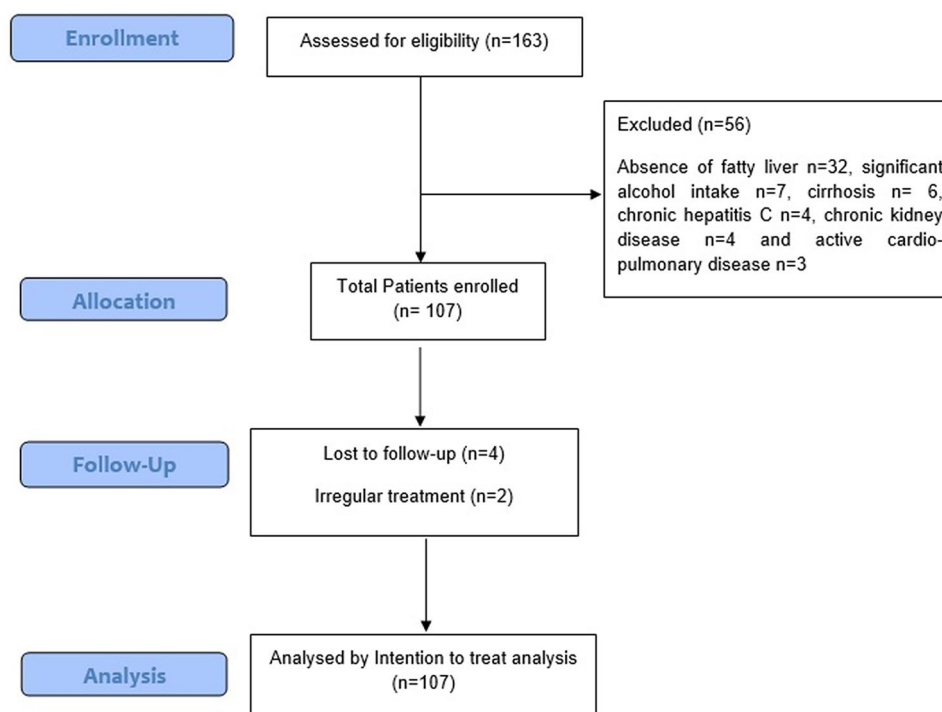 Enrollment
Assessed for eligibility (n=163)
Excluded (n=56)
Absence of fatty liver n=32, significant
alcohol intake n=7, cirrhosis n= 6,
chronic hepatitis C n=4, chronic kidney
disease n=4 and active cardio-
pulmonary disease n=3
Allocation
Total Patients enrolled
(n= 107)
Follow-Up
Lost to follow-up (n=4)
Irregular treatment (n=2)
Analysis
Analysed by Intention to treat analysis
(n=107)